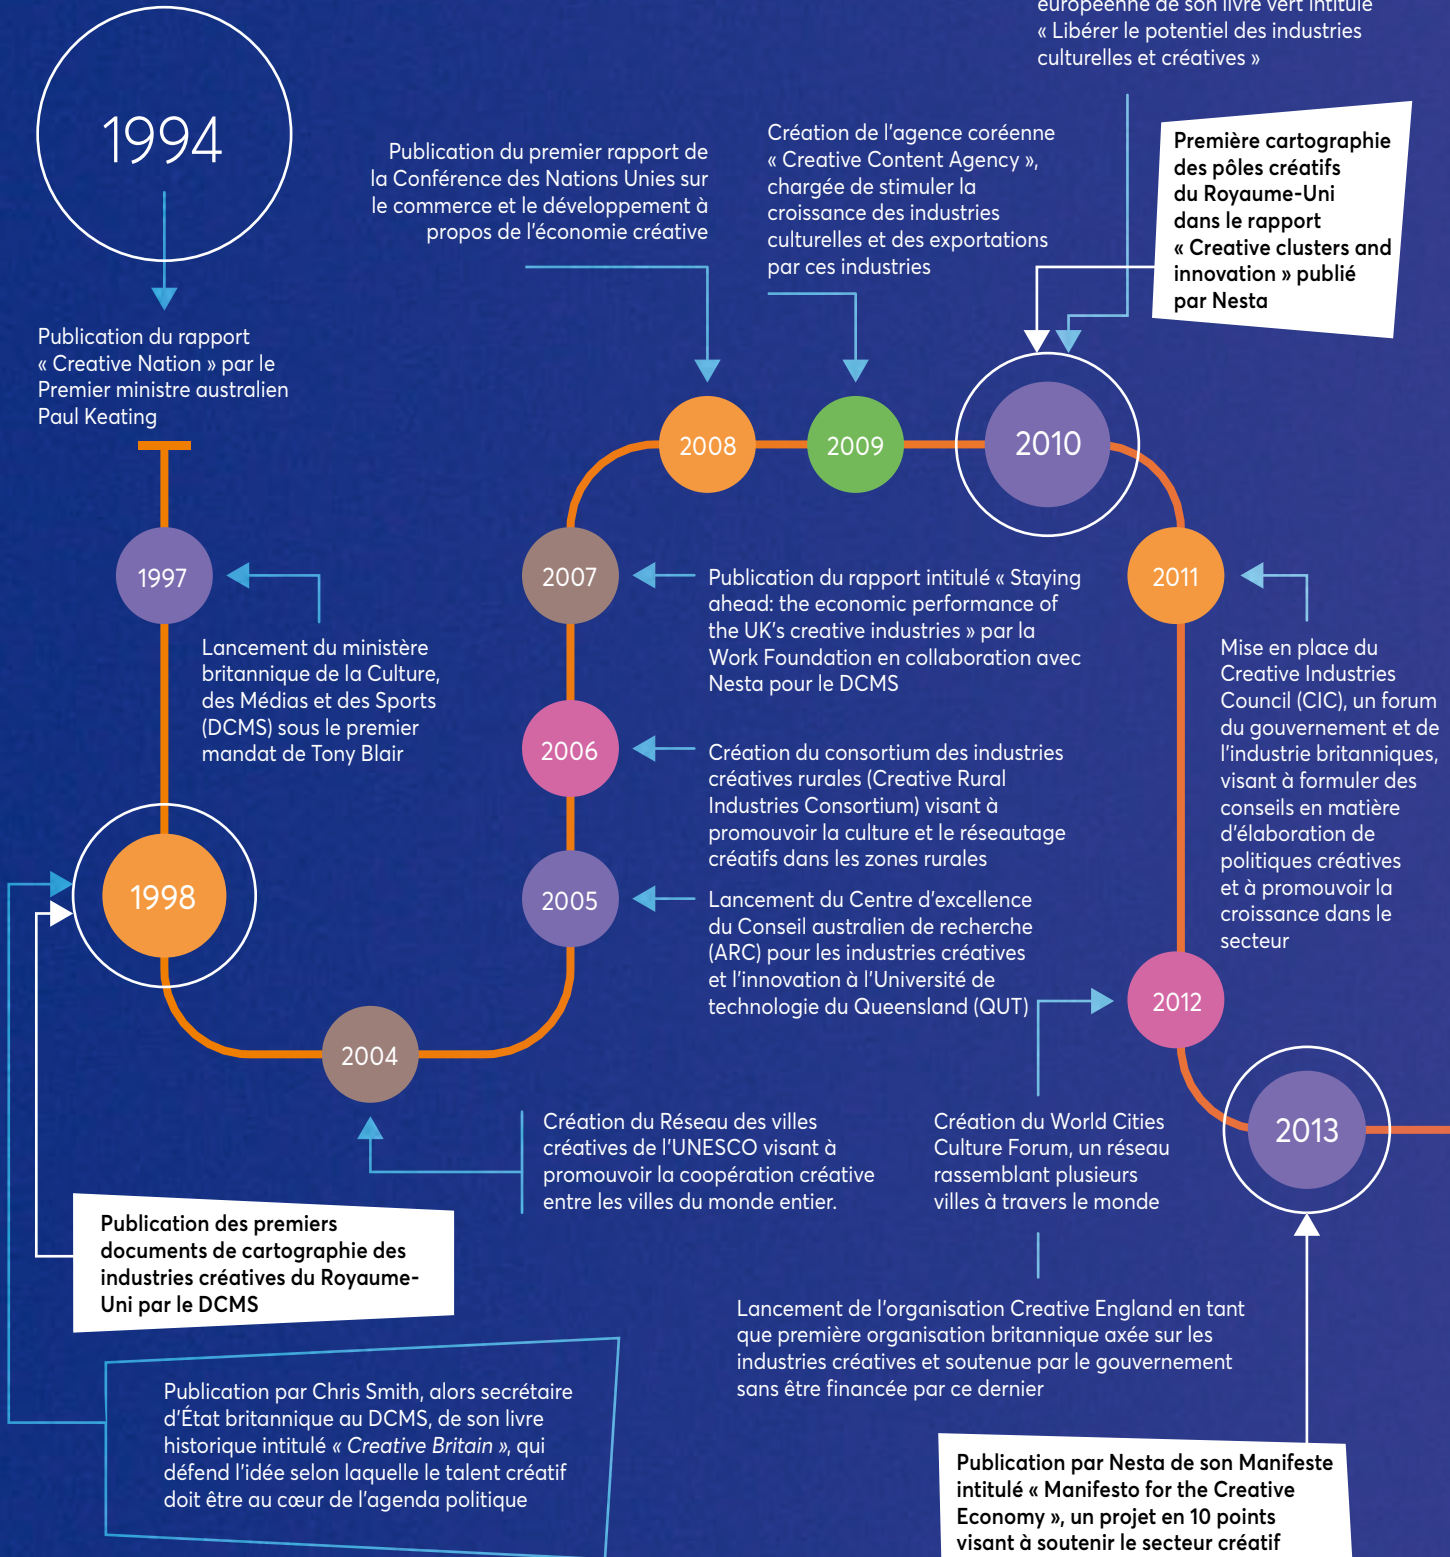 1994
Publication du rapport
« Creative Nation » par le
Premier ministre australien
Paul Keating
1997
Lancement du ministère
britannique de la Culture,
des Médias et des Sports
(DCMS) sous le premier
mandat de Tony Blair
1998
Publication des premiers
documents de cartographie des
industries créatives du Royaume-
Uni par le DCMS
Publication par Chris Smith, alors secrétaire
d'État britannique au DCMS, de son livre
historique intitulé « Creative Britain », qui
défend l'idée selon laquelle le talent créatif
doit être au cœur de l'agenda politique
2004
Création du Réseau des villes
créatives de l'UNESCO visant à
promouvoir la coopération créative
entre les villes du monde entier.
2005
Lancement du Centre d'excellence
du Conseil australien de recherche
(ARC) pour les industries créatives
et l'innovation à l'Université de
technologie du Queensland (QUT)
2006
Création du consortium des industries
créatives rurales (Creative Rural
Industries Consortium) visant à
promouvoir la culture et le réseautage
créatifs dans les zones rurales
2007
Publication du rapport intitulé « Staying
ahead: the economic performance of
the UK's creative industries » par la
Work Foundation en collaboration avec
Nesta pour le DCMS
2008
Publication du premier rapport de
la Conférence des Nations Unies sur
le commerce et le développement à
propos de l'économie créative
2009
Création de l'agence coréenne
« Creative Content Agency »,
chargée de stimuler la
croissance des industries
culturelles et des exportations
par ces industries
2010
européenne de son livre vert intitulé
« Libérer le potentiel des industries
culturelles et créatives »
Première cartographie
des pôles créatifs
du Royaume-Uni
dans le rapport
« Creative clusters and
innovation » publié
par Nesta
2011
Mise en place du
Creative Industries
Council (CIC), un forum
du gouvernement et de
l'industrie britanniques,
visant à formuler des
conseils en matière
d'élaboration de
politiques créatives
et à promouvoir la
croissance dans le
secteur
2012
Création du World Cities
Culture Forum, un réseau
rassemblant plusieurs
villes à travers le monde
Lancement de l'organisation Creative England en tant
que première organisation britannique axée sur les
industries créatives et soutenue par le gouvernement
sans être financée par ce dernier
2013
Publication par Nesta de son Manifeste
intitulé « Manifesto for the Creative
Economy », un projet en 10 points
visant à soutenir le secteur créatif